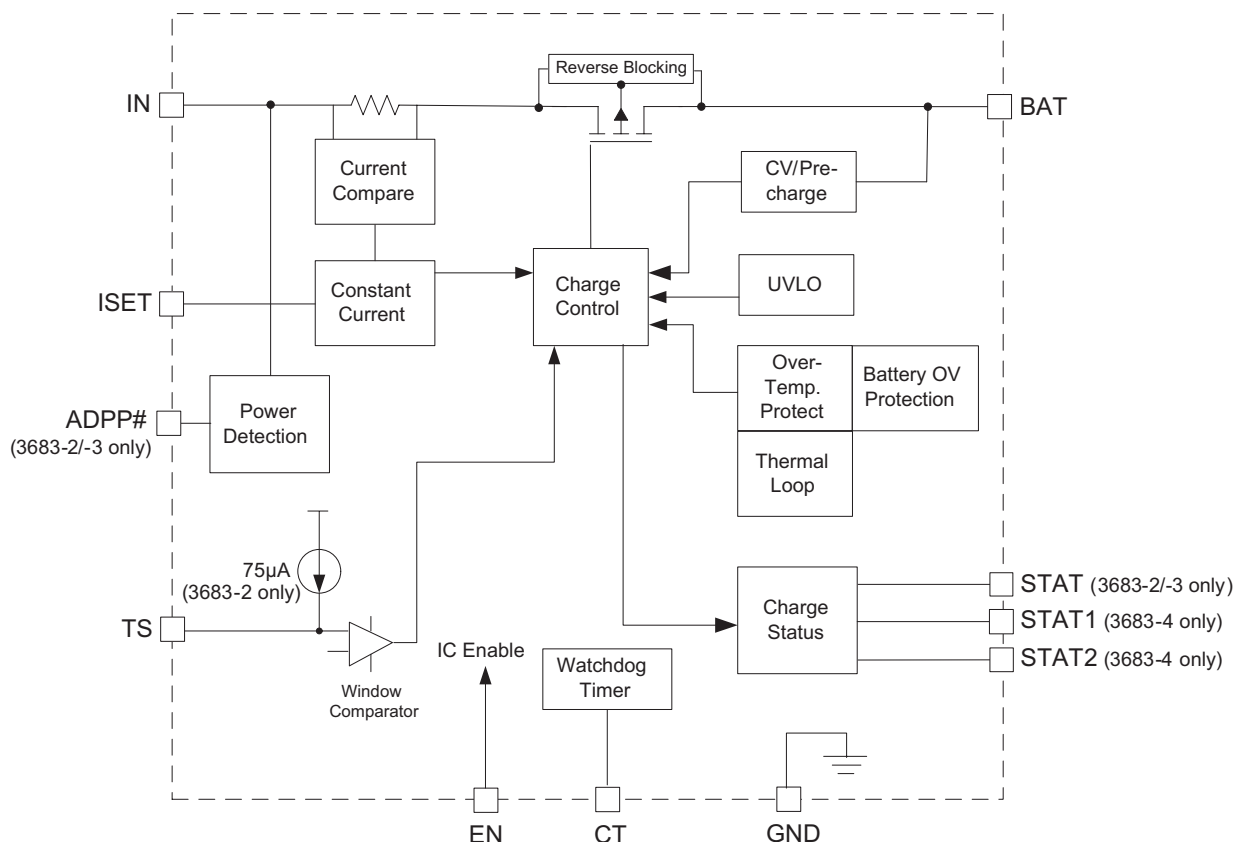 Reverse Blocking
IN
BAT
Current
Compare
CV/Pre-
charge
ISET
Constant
Current
Charge
Control
UVLO
Over-
Temp.
Protect
Battery OV
Protection
ADPP#
(3683-2/-3 only)
Power
Detection
Thermal
Loop
75µA
(3683-2 only)
TS
Window
Comparator
IC Enable
Watchdog
Timer
Charge
Status
STAT (3683-2/-3 only)
STAT1 (3683-4 only)
STAT2 (3683-4 only)
EN
CT
GND